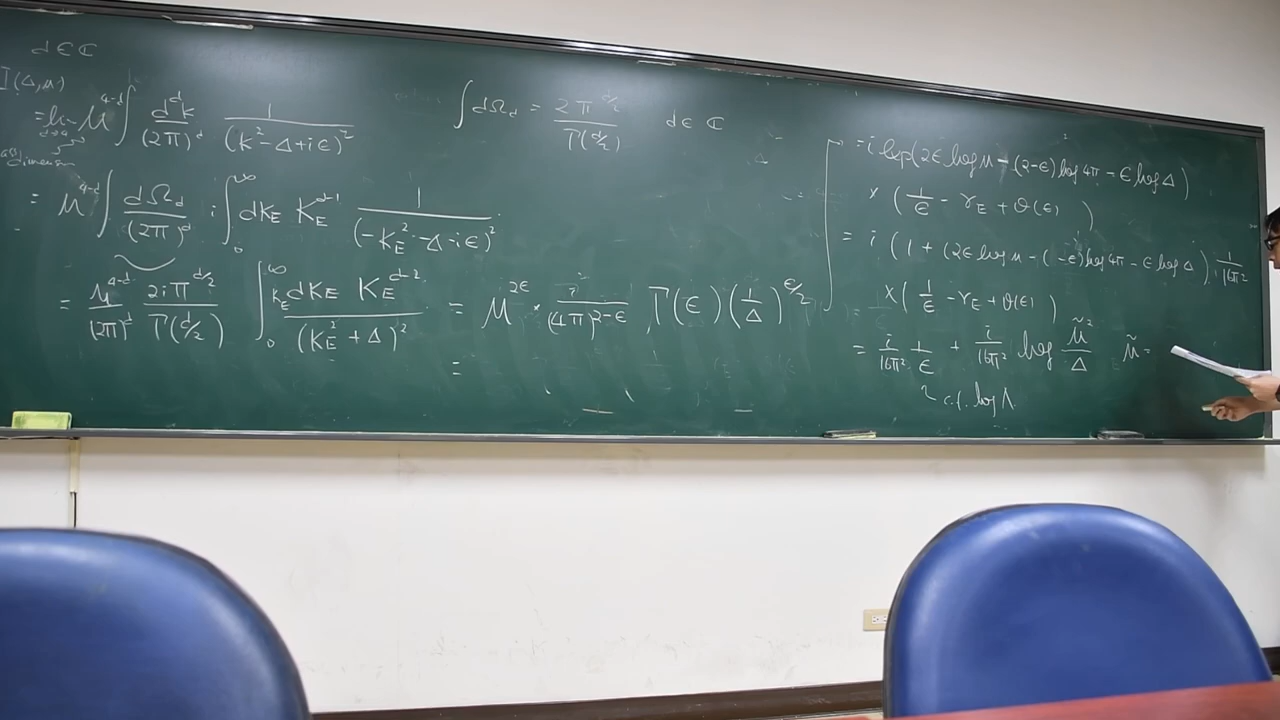 d ∈ ℂ
I(Δ,μ)
= lim_{d→4} μ^{4-d} ∫ d^d k/(2π)^d 1/(k² - Δ + iε)²
dimension
= μ^{4-d} ∫ dΩ_d/(2π)^d i ∫_0^∞ dK_E K_E^{d-1} 1/(-K_E² - Δ - iε)²
= μ^{4-d}/(2π)^d 2iπ^{d/2}/Γ(d/2) ∫_0^∞ K_E dK_E K_E^{d-2}/(K_E² + Δ)² = μ^{2ε} · i/(4π)^{2-ε} Γ(ε) (1/Δ)^{ε/2}
=
∫ dΩ_d = 2π^{d/2}/Γ(d/2) d ∈ ℂ
= i exp(2ε log μ - (2-ε) log 4π - ε log Δ)
× (1/ε - γ_E + O(ε))
= i (1 + (2ε log μ - (-ε) log 4π - ε log Δ) · 1/16π²
× (1/ε - γ_E + O(ε))
= i/16π² 1/ε + i/16π² log μ̃²/Δ μ̃ =
~ c.f. log Λ